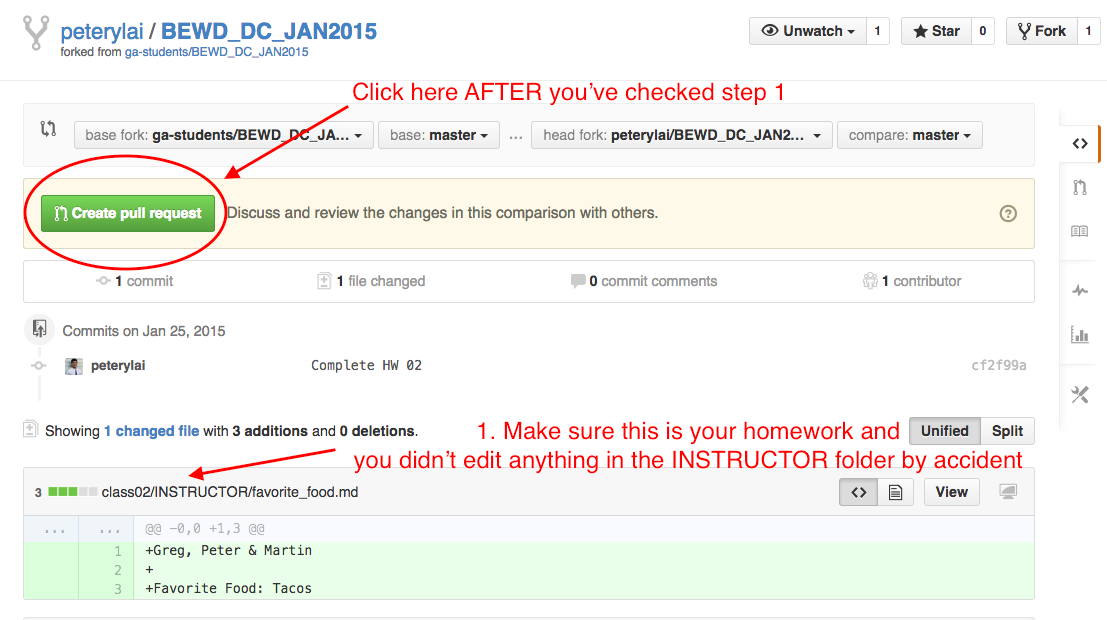 peterylai / BEWD_DC_JAN2015
forked from ga-students/BEWD_DC_JAN2015
Unwatch 1
Star 0
Fork 1
Click here AFTER you've checked step 1
base fork: ga-students/BEWD_DC_JA... base: master ... head fork: peterylai/BEWD_DC_JAN2... compare: master
Create pull request Discuss and review the changes in this comparison with others. ?
1 commit 1 file changed 0 commit comments 1 contributor
Commits on Jan 25, 2015
peterylai Complete HW 02 cf2f99a
Showing 1 changed file with 3 additions and 0 deletions.
1. Make sure this is your homework and
you didn't edit anything in the INSTRUCTOR folder by accident
Unified Split
3 class02/INSTRUCTOR/favorite_food.md View
... ... @@ -0,0 +1,3 @@
1 +Greg, Peter & Martin
2 +
3 +Favorite Food: Tacos